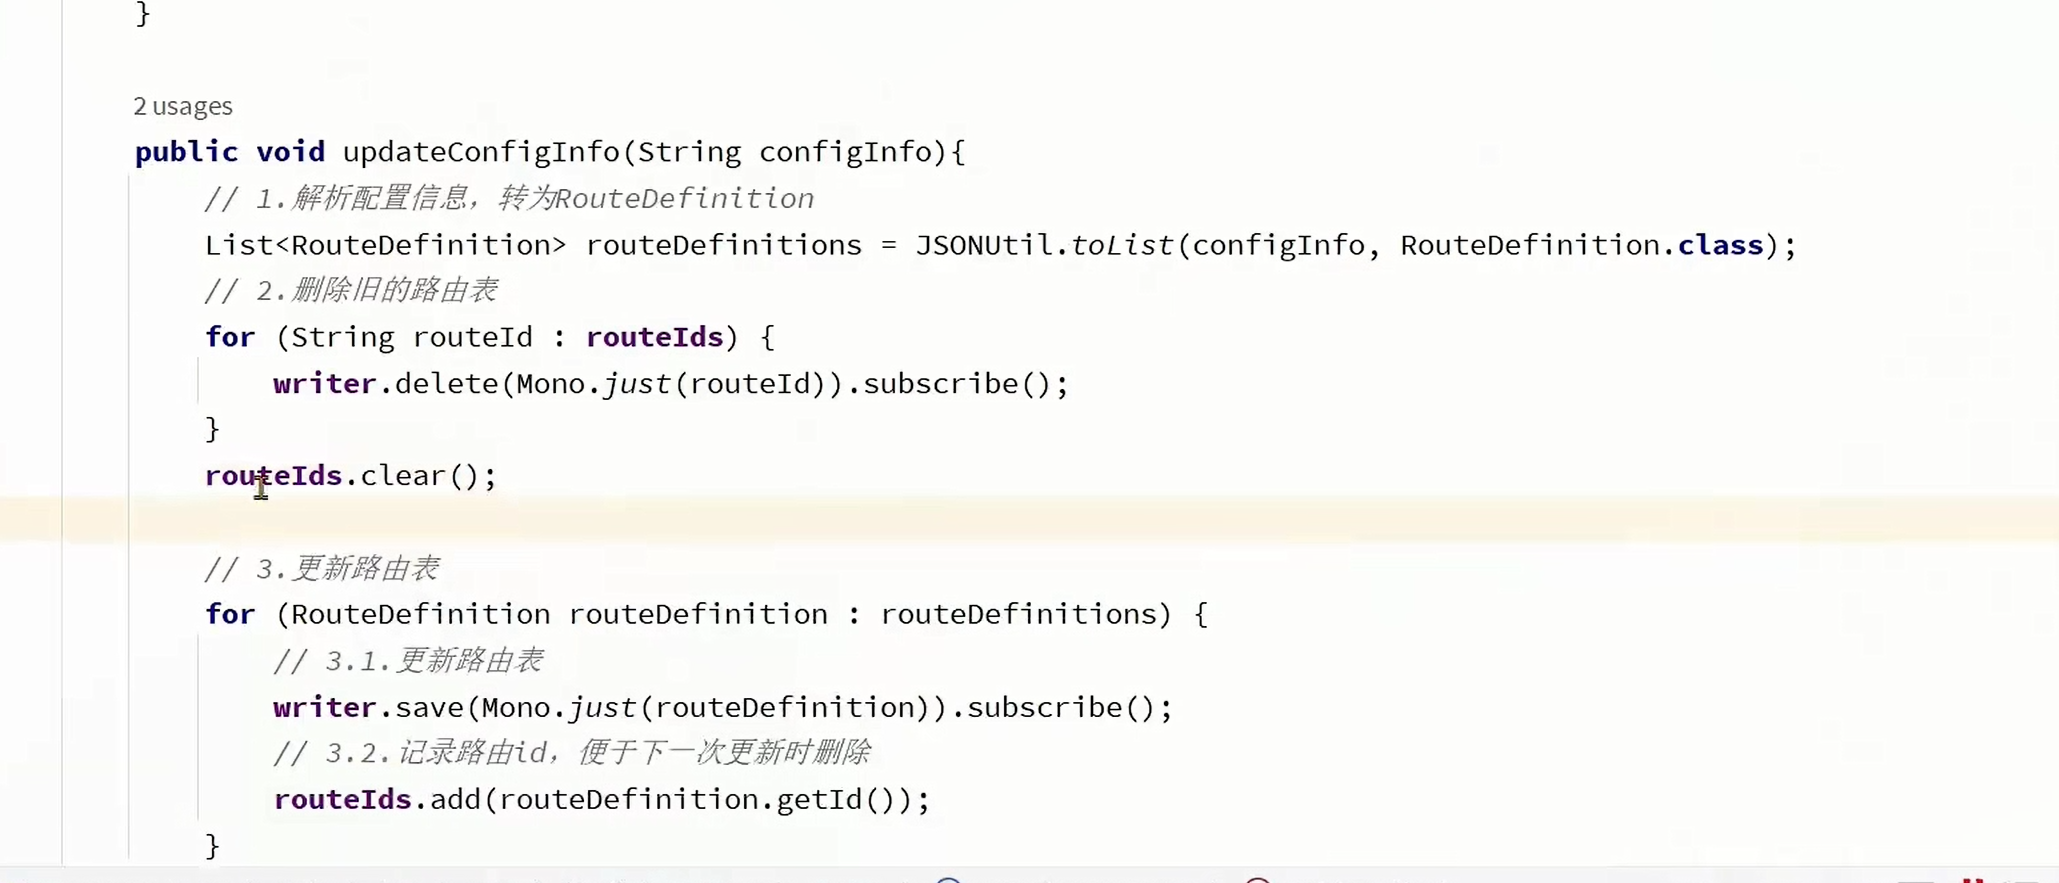 }
2 usages
public void updateConfigInfo(String configInfo){
// 1.解析配置信息，转为RouteDefinition
List<RouteDefinition> routeDefinitions = JSONUtil.toList(configInfo, RouteDefinition.class);
// 2.删除旧的路由表
for (String routeId : routeIds) {
writer.delete(Mono.just(routeId)).subscribe();
}
routeIds.clear();
// 3.更新路由表
for (RouteDefinition routeDefinition : routeDefinitions) {
// 3.1.更新路由表
writer.save(Mono.just(routeDefinition)).subscribe();
// 3.2.记录路由id，便于下一次更新时删除
routeIds.add(routeDefinition.getId());
}